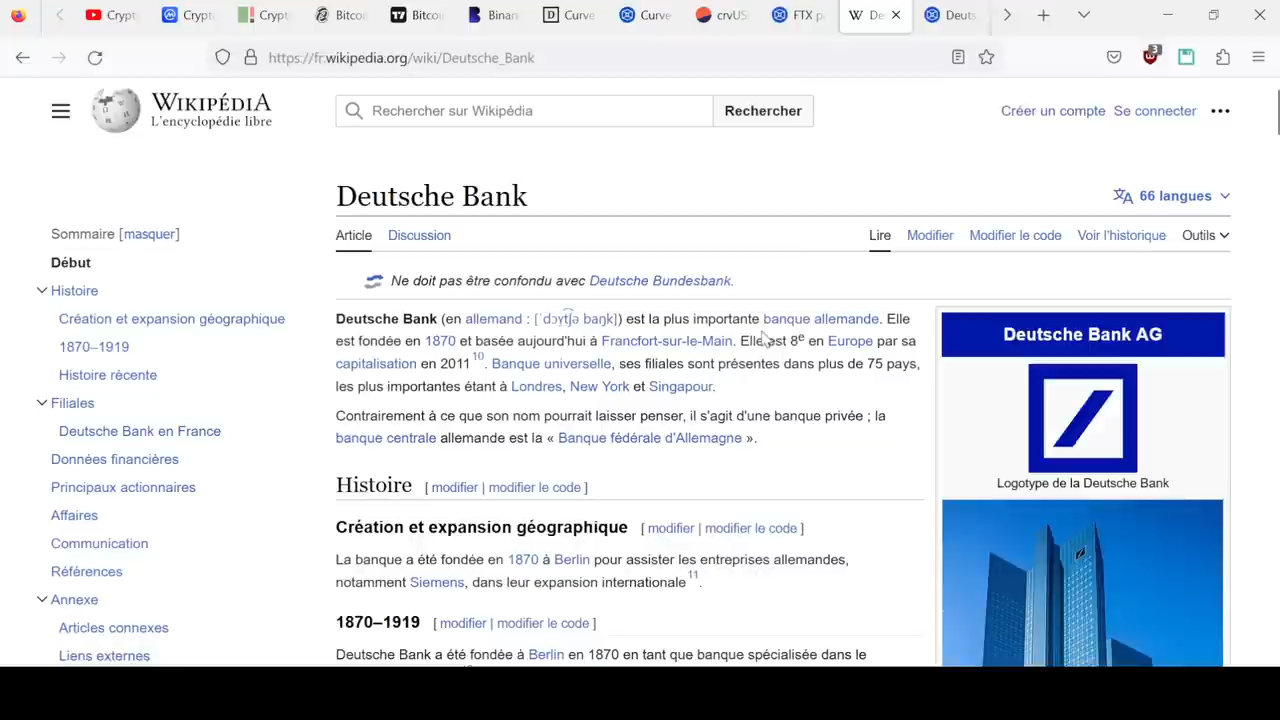 Crypt
Crypt
Crypt
Bitcoi
Bitcoi
Binan
Curve
Curve
crvUS
FTX p
De
Deuts
https://fr.wikipedia.org/wiki/Deutsche_Bank
3
WIKIPÉDIA
L'encyclopédie libre
Rechercher sur Wikipédia
Rechercher
Créer un compte Se connecter
Deutsche Bank
66 langues
Article Discussion
Lire Modifier Modifier le code Voir l'historique Outils
Sommaire [masquer]
Début
Histoire
Création et expansion géographique
1870–1919
Histoire récente
Filiales
Deutsche Bank en France
Données financières
Principaux actionnaires
Affaires
Communication
Références
Annexe
Articles connexes
Liens externes
Ne doit pas être confondu avec Deutsche Bundesbank.
Deutsche Bank (en allemand : [ˈdɔʏt͡ʃə baŋk]) est la plus importante banque allemande. Elle
est fondée en 1870 et basée aujourd'hui à Francfort-sur-le-Main. Elle est 8e en Europe par sa
capitalisation en 2011 10. Banque universelle, ses filiales sont présentes dans plus de 75 pays,
les plus importantes étant à Londres, New York et Singapour.
Contrairement à ce que son nom pourrait laisser penser, il s'agit d'une banque privée ; la
banque centrale allemande est la « Banque fédérale d'Allemagne ».
Histoire [ modifier | modifier le code ]
Création et expansion géographique [ modifier | modifier le code ]
La banque a été fondée en 1870 à Berlin pour assister les entreprises allemandes,
notamment Siemens, dans leur expansion internationale 11.
1870–1919 [ modifier | modifier le code ]
Deutsche Bank a été fondée à Berlin en 1870 en tant que banque spécialisée dans le
Deutsche Bank AG
Logotype de la Deutsche Bank